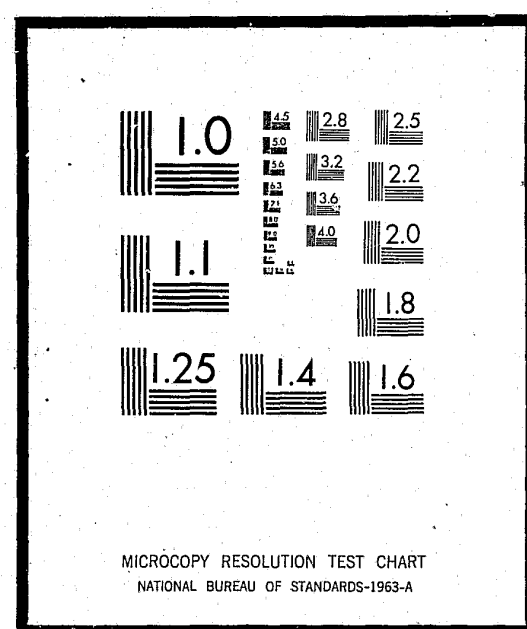 1.0 4.5 2.8 2.5
5.0
5.6 3.2 2.2
6.3
3.6
4.0 2.0
1.1
1.8
1.25 1.4 1.6
MICROCOPY RESOLUTION TEST CHART
NATIONAL BUREAU OF STANDARDS-1963-A